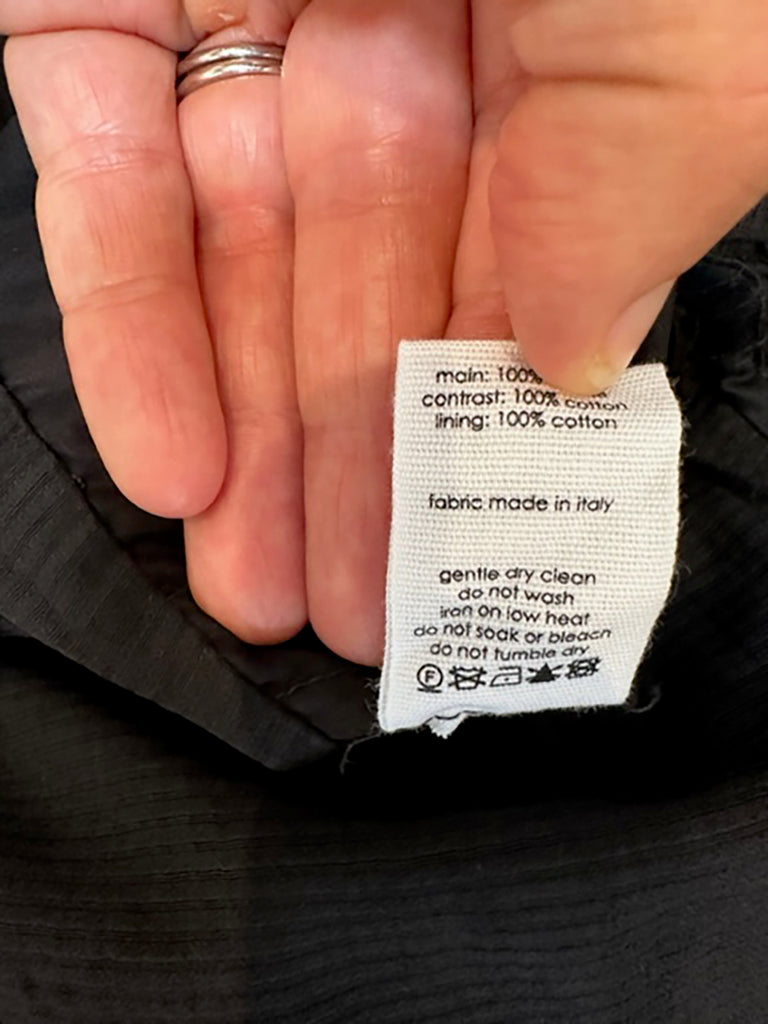 main: 100%
contrast: 100% cotton
lining: 100% cotton
fabric made in italy
gentle dry clean
do not wash
iron on low heat
do not soak or bleach
do not tumble dry
F